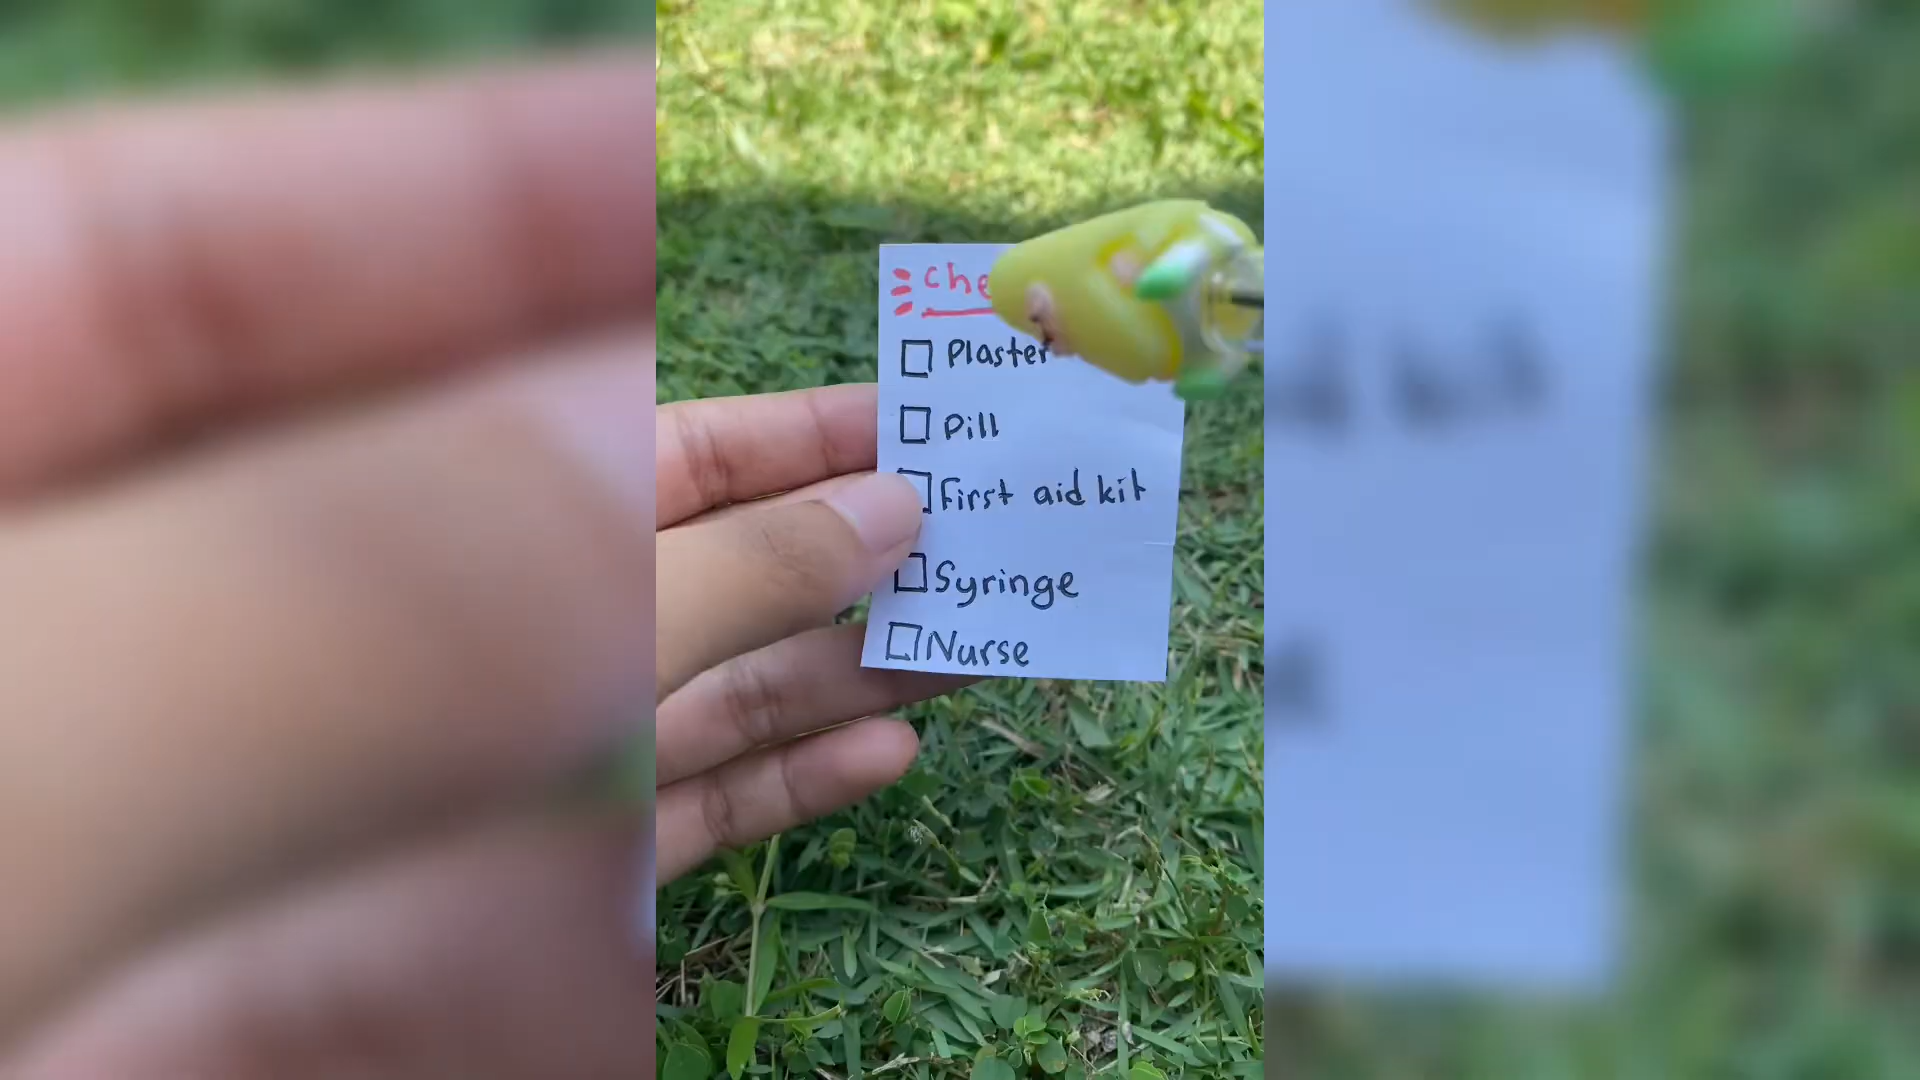 Plaster
Pill
First aid kit
Syringe
Nurse